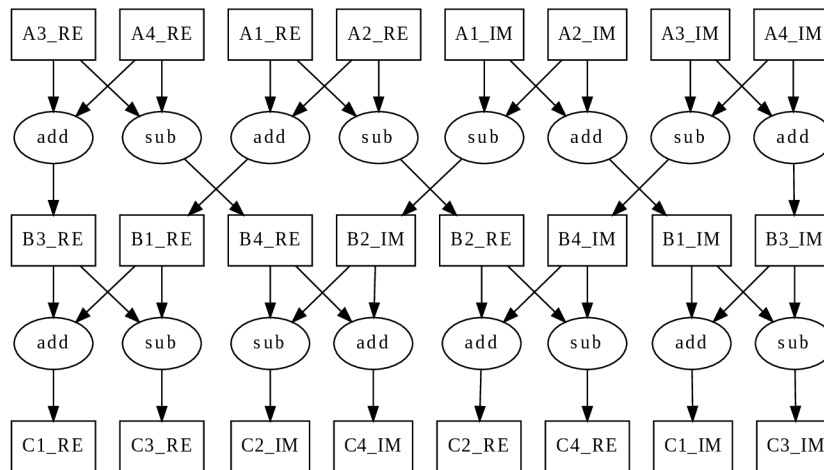 A3_RE A4_RE A1_RE A2_RE A1_IM A2_IM A3_IM A4_IM
add sub add sub sub add sub add
B3_RE B1_RE B4_RE B2_IM B2_RE B4_IM B1_IM B3_IM
add sub sub add add sub add sub
C1_RE C3_RE C2_IM C4_IM C2_RE C4_RE C1_IM C3_IM